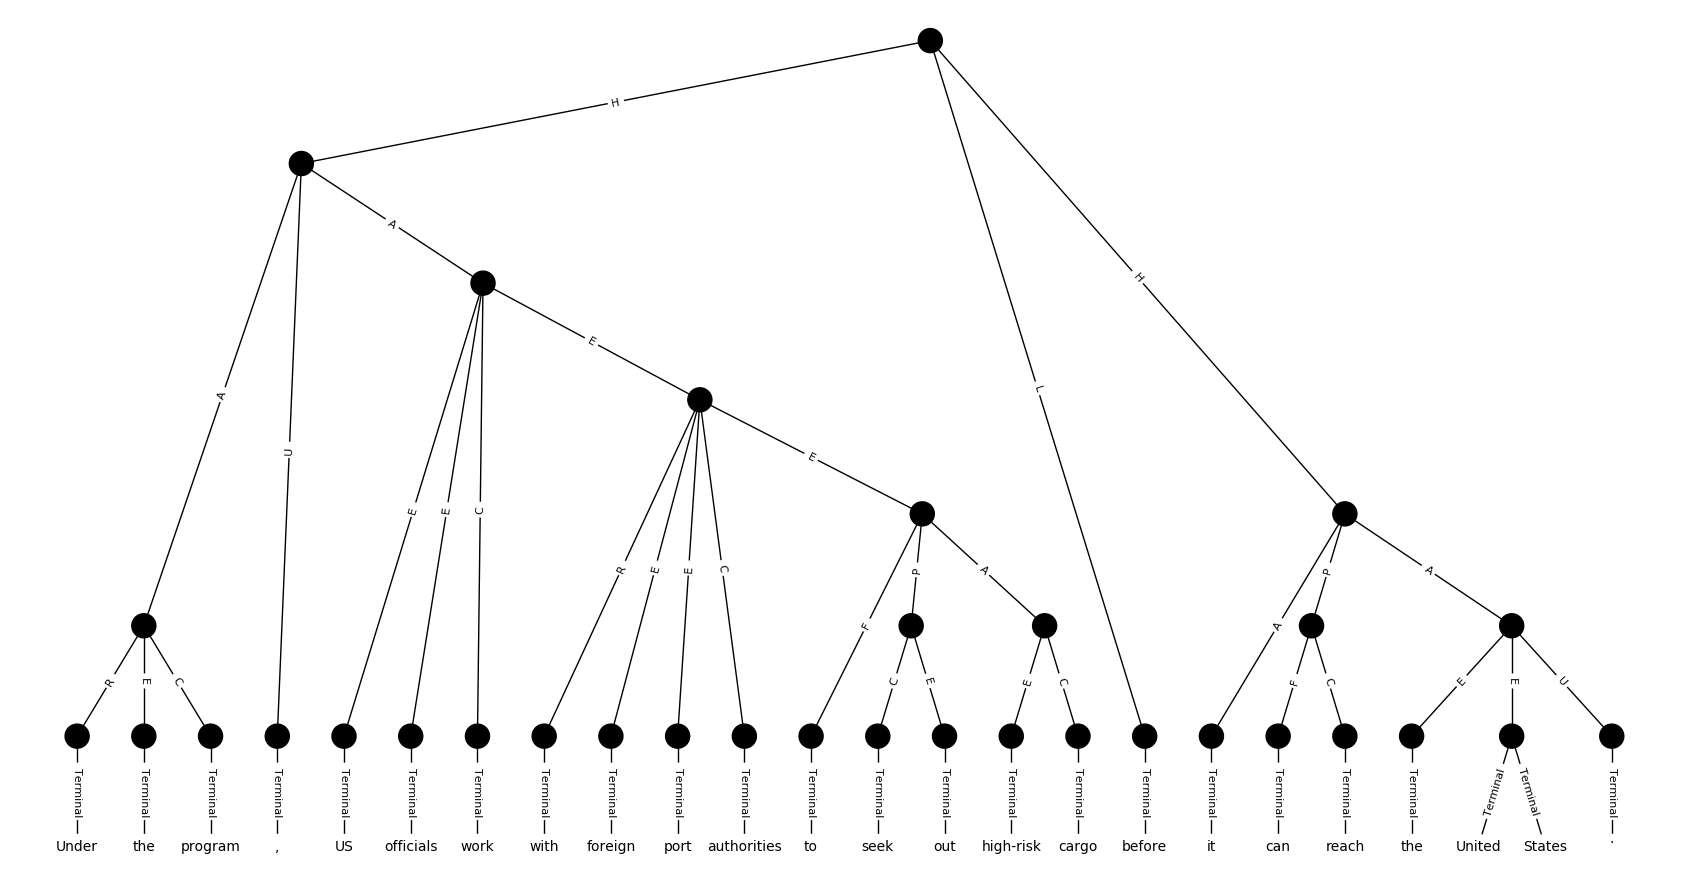 H
A
E
H
A
L
U
E
E
E
C
R
E
E
C
P
A
P
A
F
A
R
E
C
C
E
E
C
F
C
E
E
U
Terminal Terminal Terminal Terminal Terminal Terminal Terminal Terminal Terminal Terminal Terminal Terminal Terminal Terminal Terminal Terminal Terminal Terminal Terminal Terminal Terminal Terminal Terminal Terminal
Under the program , US officials work with foreign port authorities to seek out high-risk cargo before it can reach the United States .